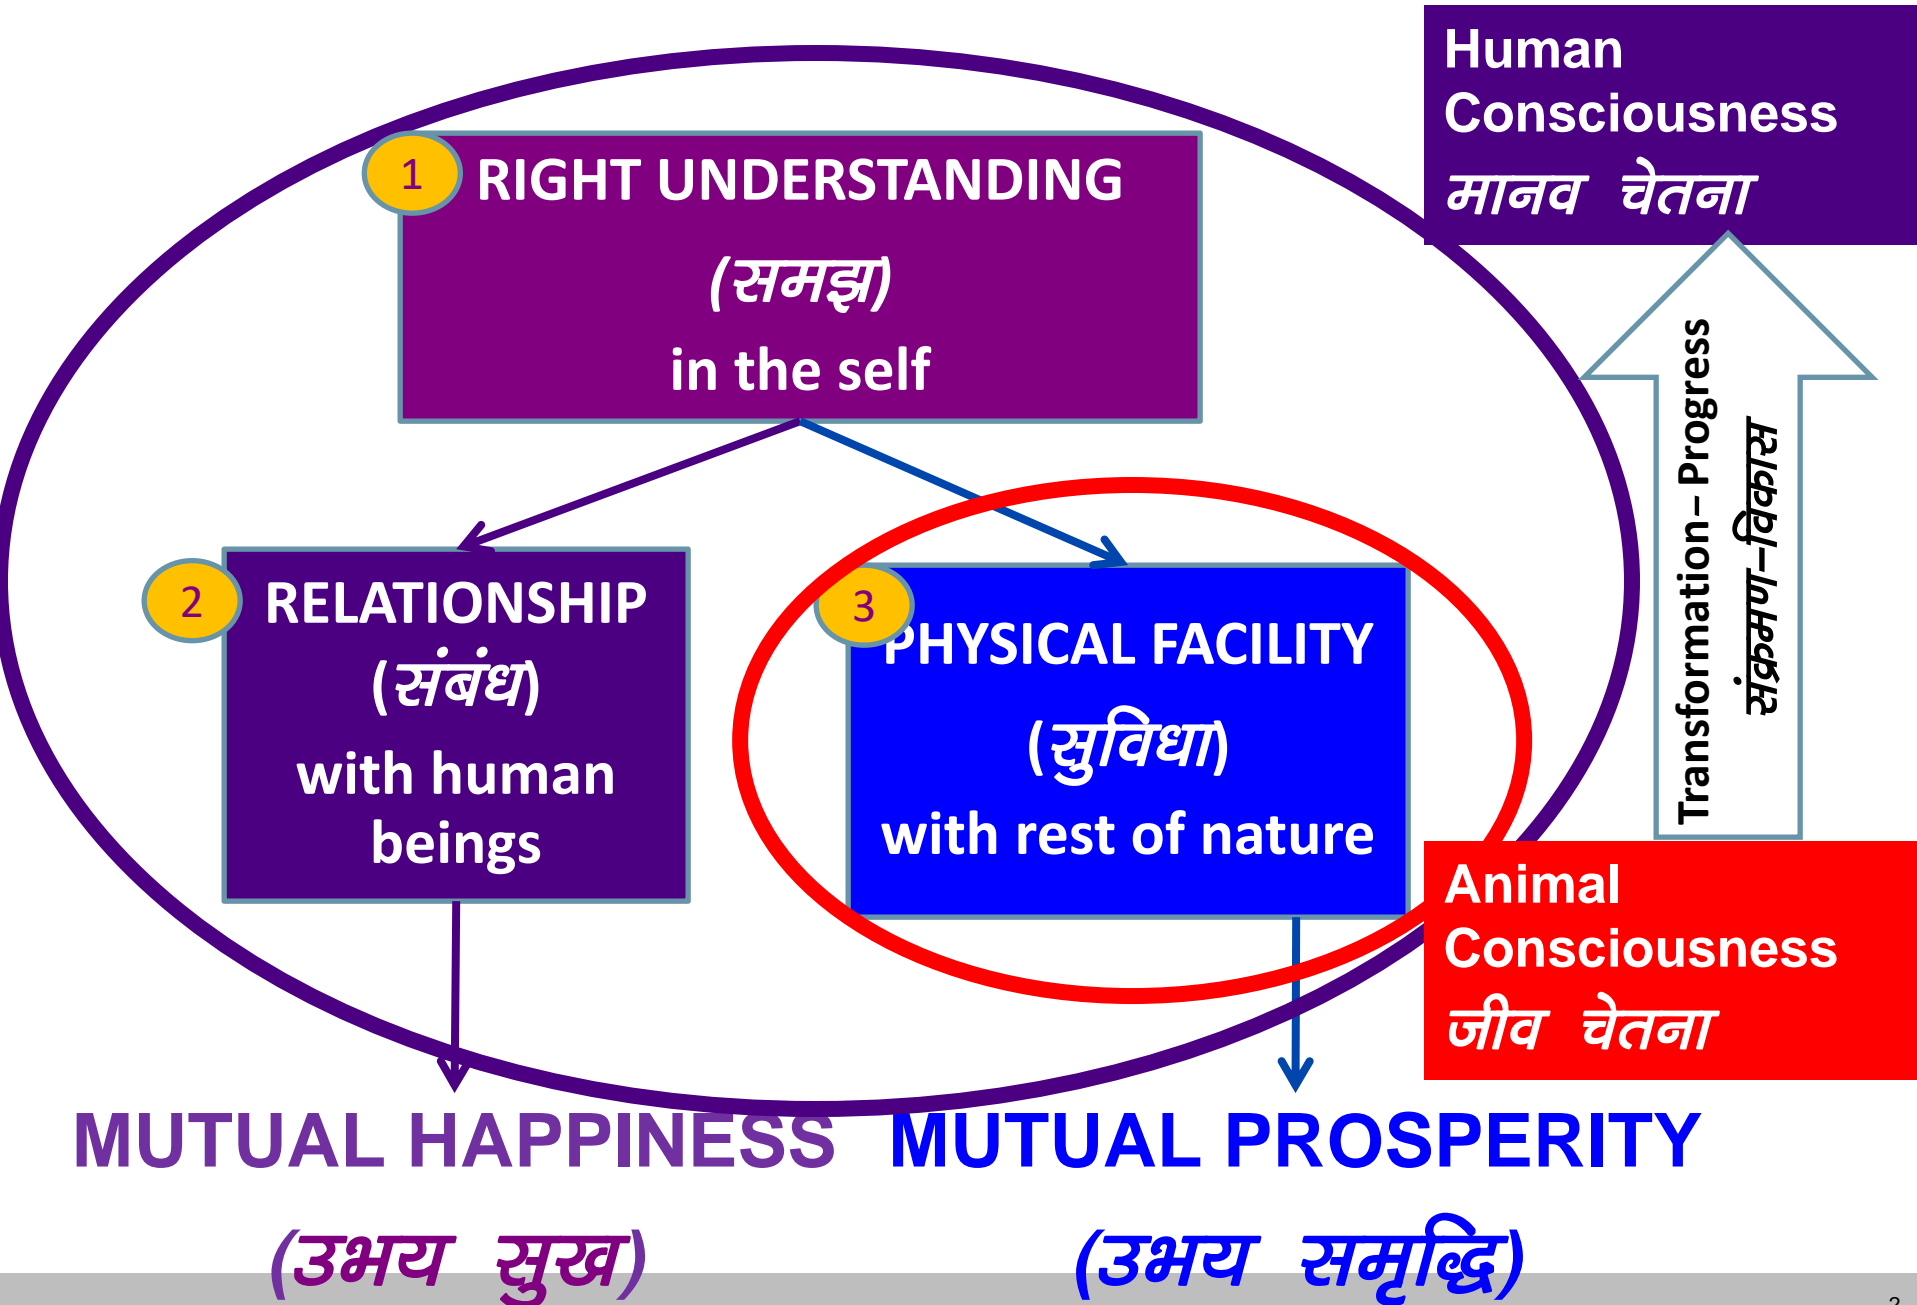 Human
Consciousness
मानव चेतना
1
RIGHT UNDERSTANDING
(समझ)
in the self
2
RELATIONSHIP
(संबंध)
with human
beings
3
PHYSICAL FACILITY
(सुविधा)
with rest of nature
Transformation– Progress
Animal
Consciousness
जीव चेतना
MUTUAL HAPPINESS
MUTUAL PROSPERITY
(उभय सुख)
(उभय समृद्धि)
2